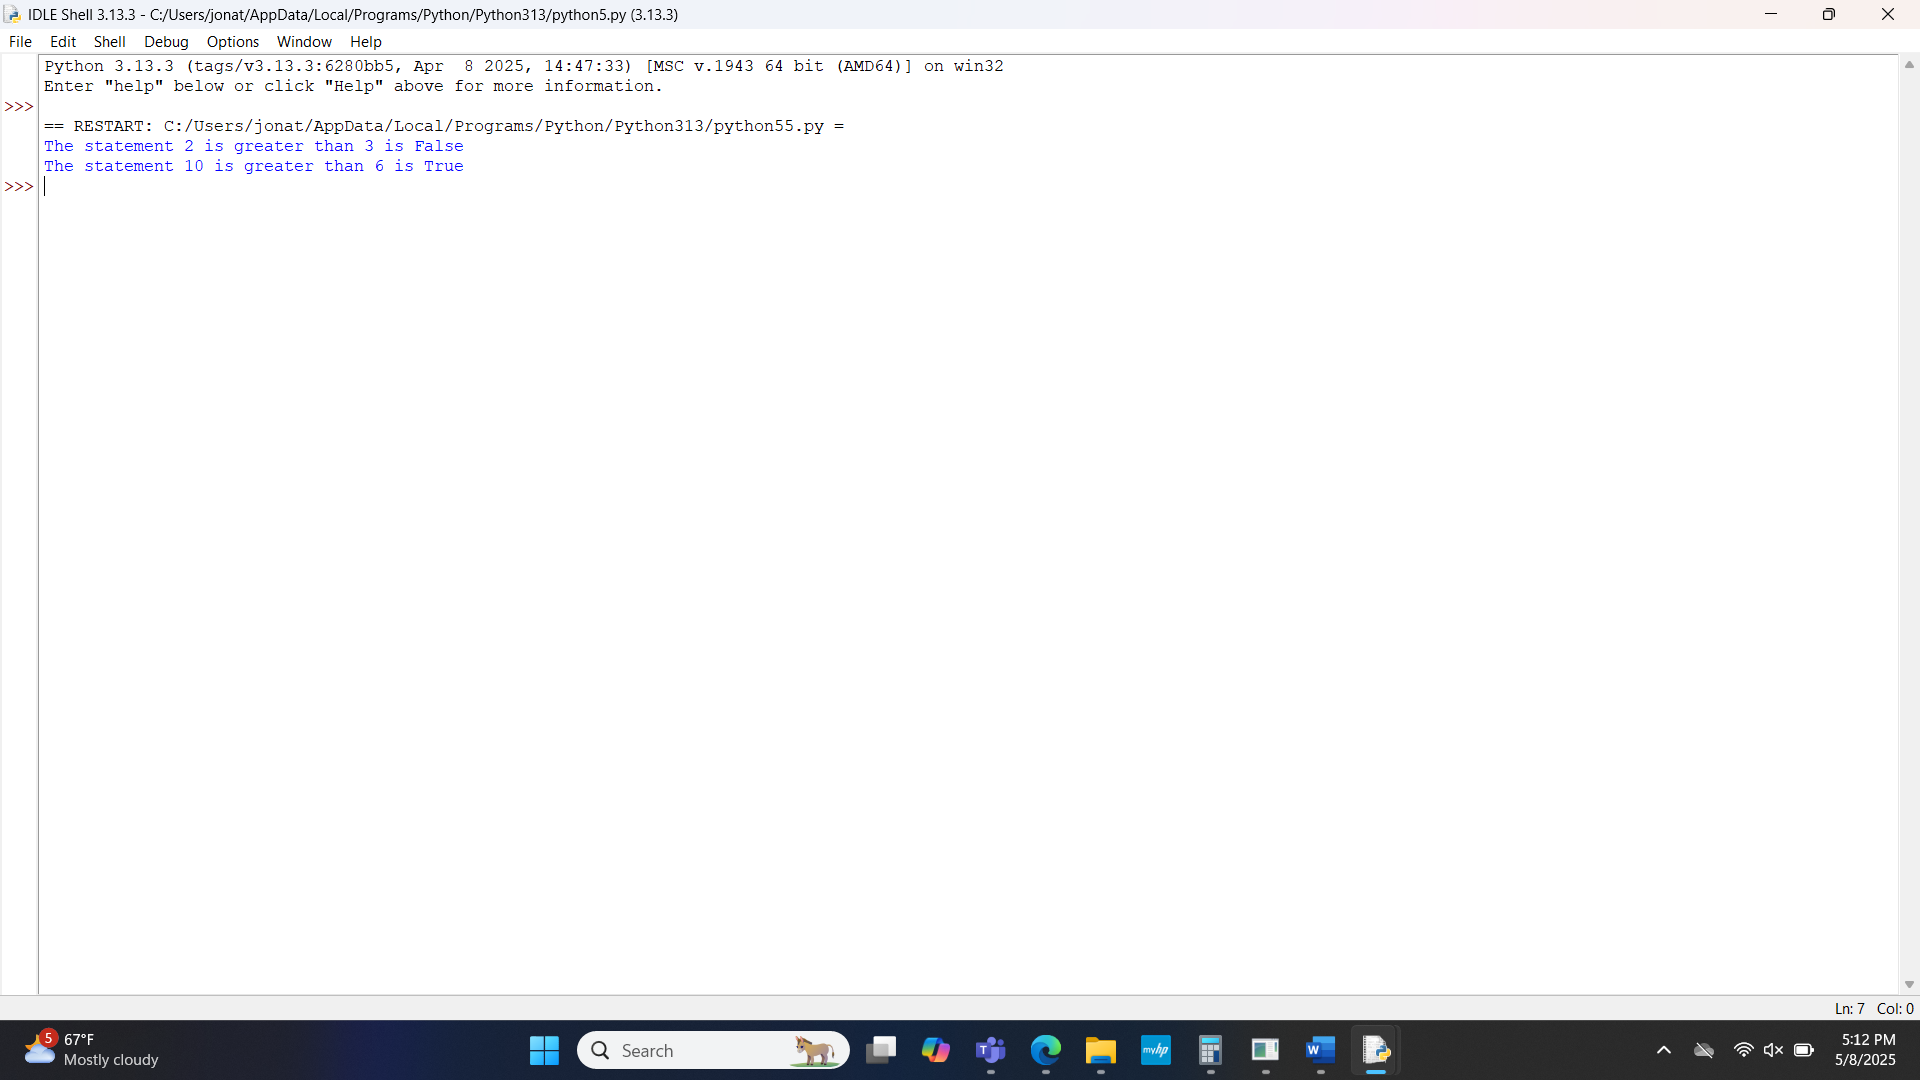 IDLE Shell 3.13.3 - C:/Users/jonat/AppData/Local/Programs/Python/Python313/python5.py (3.13.3)
File Edit Shell Debug Options Window Help
Python 3.13.3 (tags/v3.13.3:6280bb5, Apr  8 2025, 14:47:33) [MSC v.1943 64 bit (AMD64)] on win32
Enter "help" below or click "Help" above for more information.
>>>
== RESTART: C:/Users/jonat/AppData/Local/Programs/Python/Python313/python55.py =
The statement 2 is greater than 3 is False
The statement 10 is greater than 6 is True
>>>
Ln: 7 Col: 0
5
67°F
Mostly cloudy
Search
T
myhp
W
5:12 PM
5/8/2025